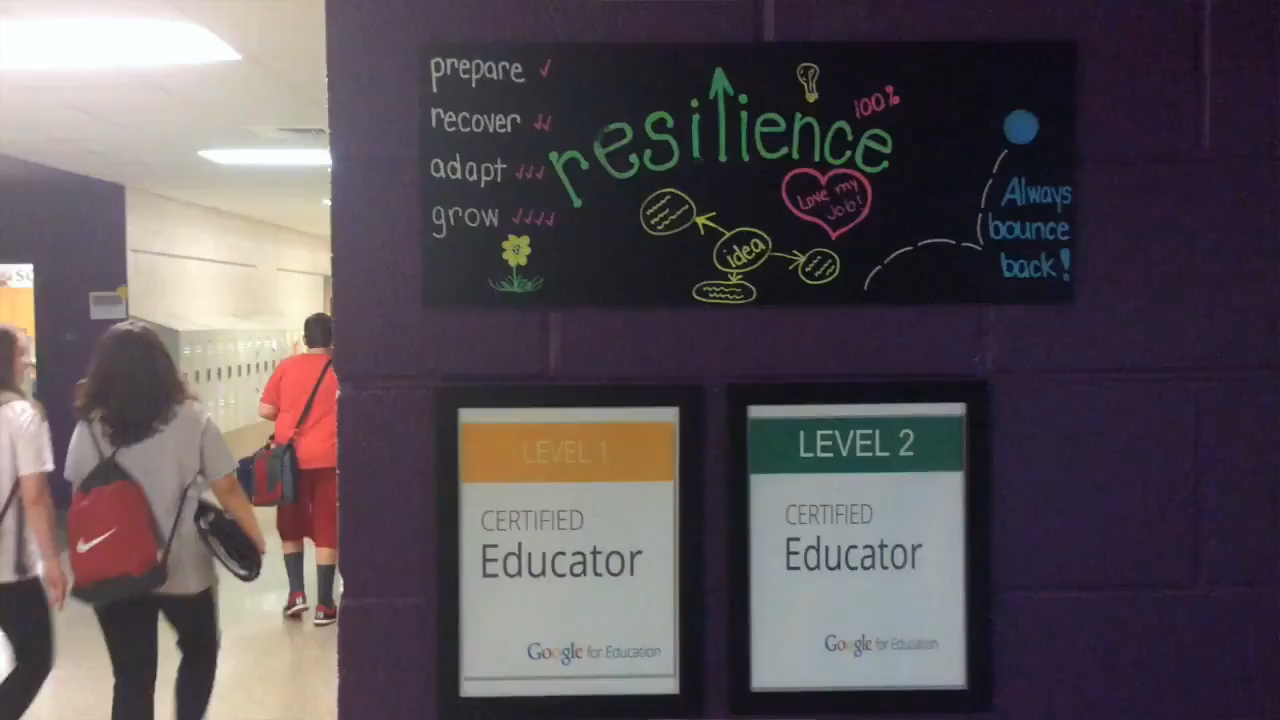 prepare ✓
recover ✓✓
adapt ✓✓✓
grow ✓✓✓✓
resilience
100%
Love my
Job!
idea
Always
bounce
back!
LEVEL 1
CERTIFIED
Educator
Google for Education
LEVEL 2
CERTIFIED
Educator
Google for Education